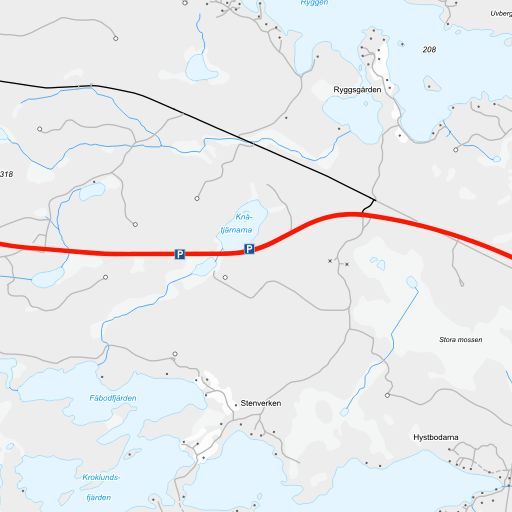 Ryggen
Uvberg
208
Ryggsgården
318
Knä-
tjärnarna
P
P
Stora mossen
Fäbodfjärden
Stenverken
Hystbodarna
Kroklunds-
fjärden